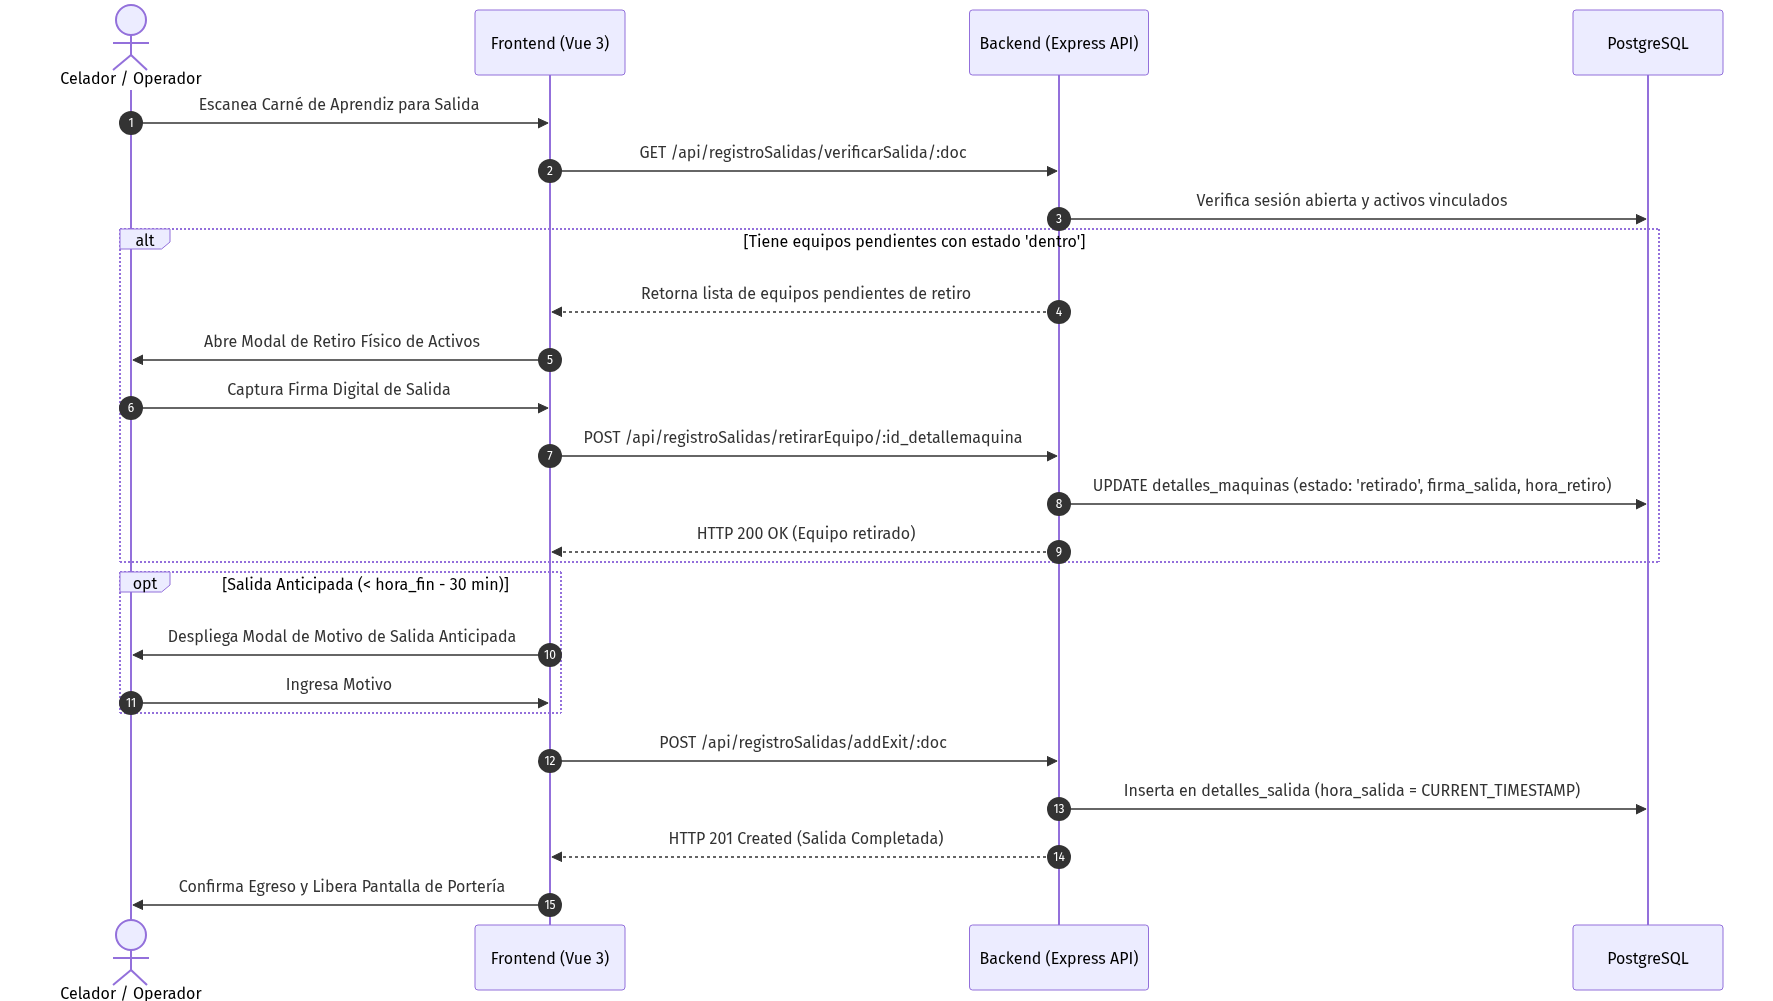 Celador / Operador
Frontend (Vue 3)
Backend (Express API)
PostgreSQL
Escanea Carné de Aprendiz para Salida
1
GET /api/registroSalidas/verificarSalida/:doc
2
Verifica sesión abierta y activos vinculados
3
alt
[Tiene equipos pendientes con estado 'dentro']
Retorna lista de equipos pendientes de retiro
4
Abre Modal de Retiro Físico de Activos
5
Captura Firma Digital de Salida
6
POST /api/registroSalidas/retirarEquipo/:id_detallemaquina
7
UPDATE detalles_maquinas (estado: 'retirado', firma_salida, hora_retiro)
8
HTTP 200 OK (Equipo retirado)
9
opt
[Salida Anticipada (< hora_fin - 30 min)]
Despliega Modal de Motivo de Salida Anticipada
10
Ingresa Motivo
11
POST /api/registroSalidas/addExit/:doc
12
Inserta en detalles_salida (hora_salida = CURRENT_TIMESTAMP)
13
HTTP 201 Created (Salida Completada)
14
Confirma Egreso y Libera Pantalla de Portería
15
Celador / Operador
Frontend (Vue 3)
Backend (Express API)
PostgreSQL